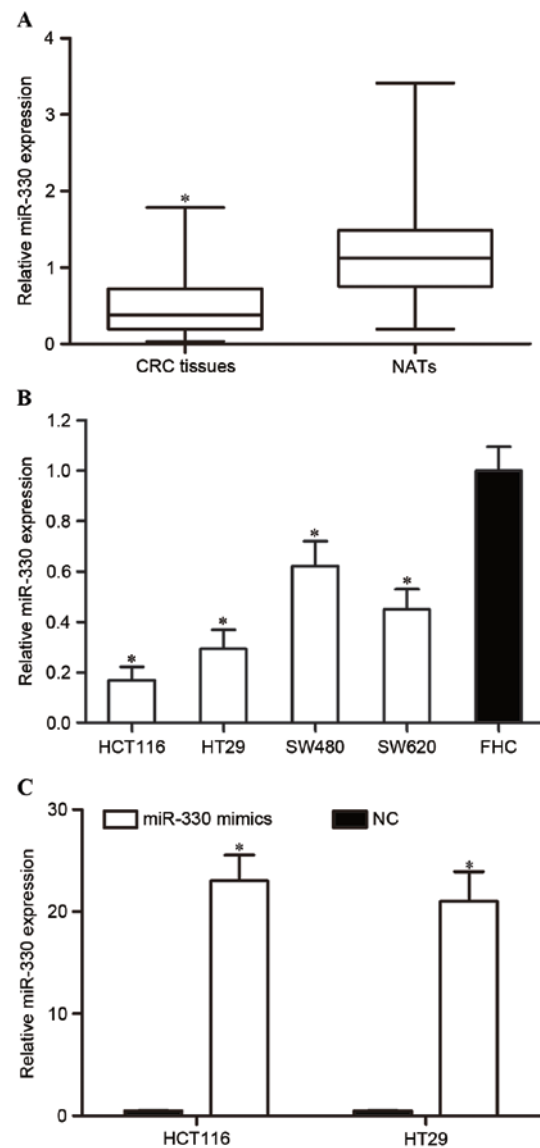 A
Relative miR-330 expression
4
3
2
1
0
*
CRC tissues NATs
B
Relative miR-330 expression
1.2
1.0
0.8
0.6
0.4
0.2
0.0
* * * *
HCT116 HT29 SW480 SW620 FHC
C
Relative miR-330 expression
30
20
10
0
miR-330 mimics NC
* *
HCT116 HT29